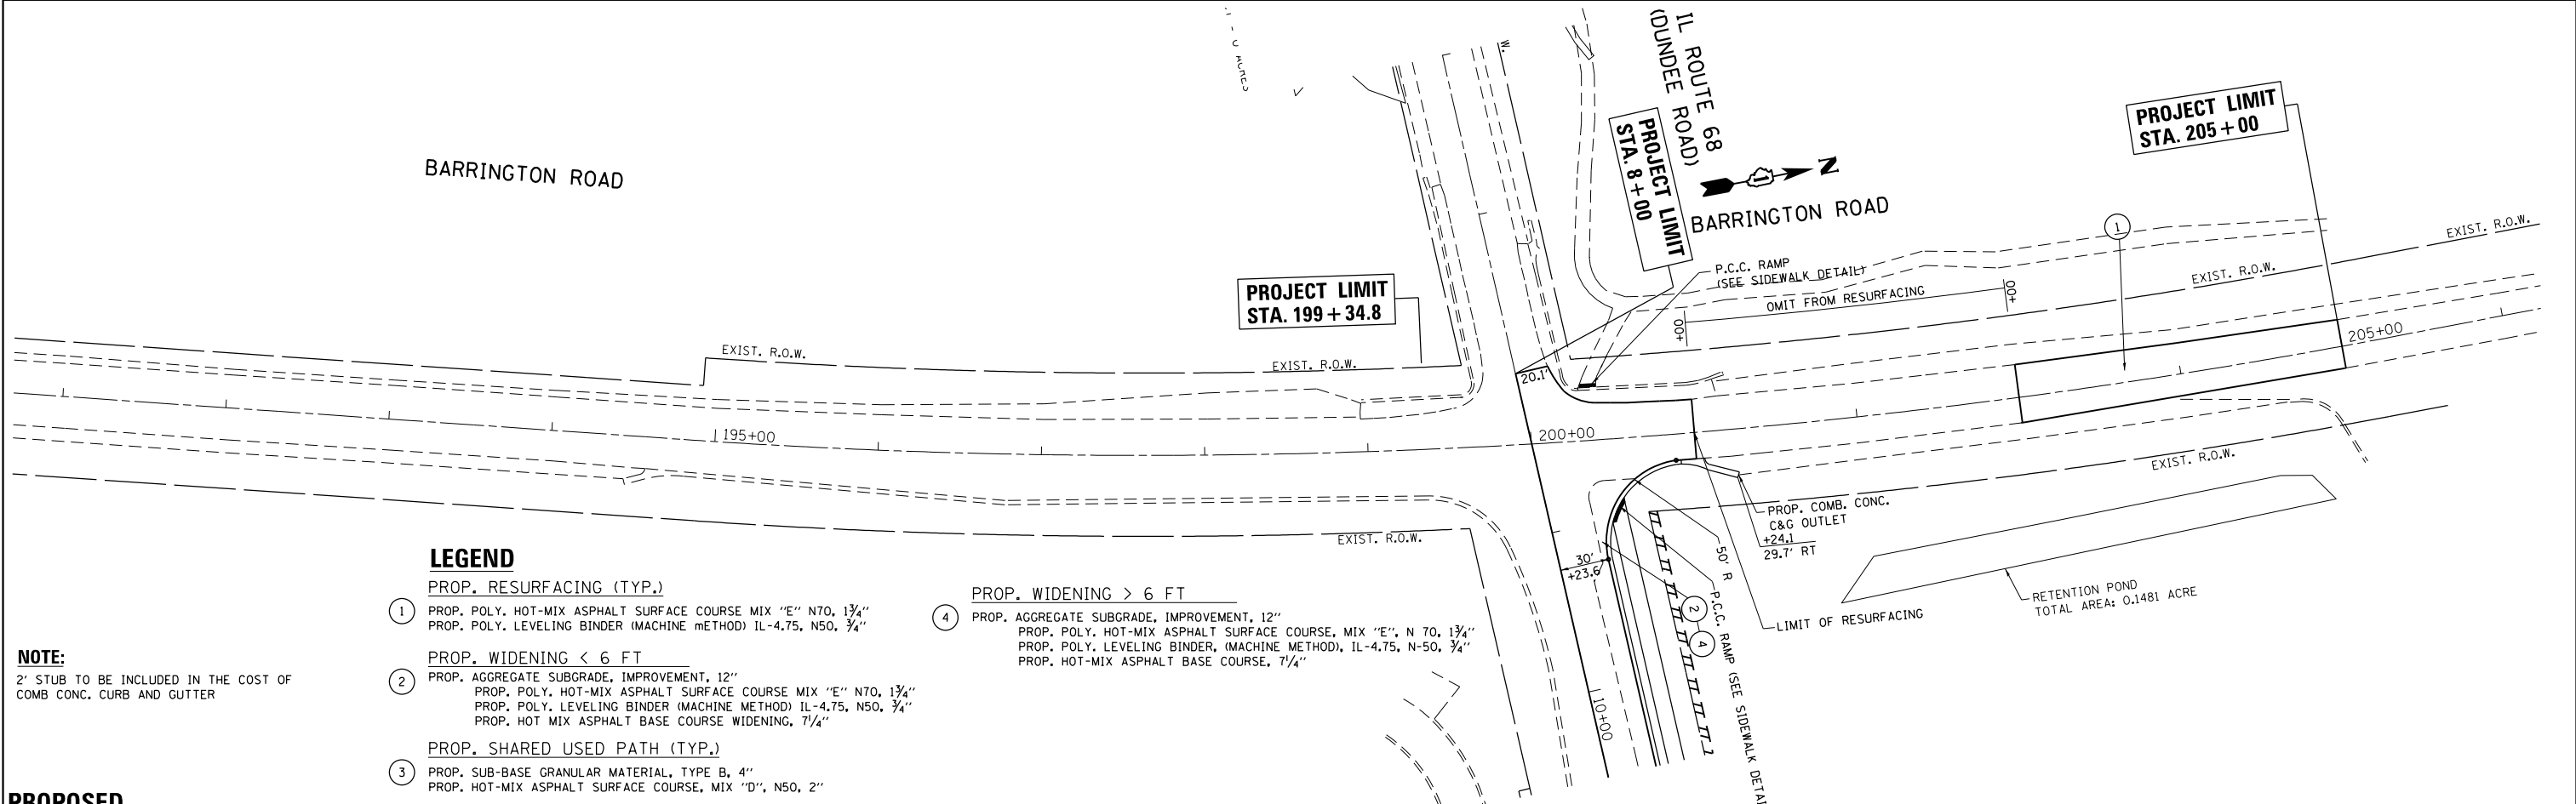 IL ROUTE 68
(DUNDEE ROAD)
PROJECT LIMIT
STA. 205+00
BARRINGTON ROAD
PROJECT LIMIT
STA. 8+00
N
BARRINGTON ROAD
1
EXIST. R.O.W.
P.C.C. RAMP
(SEE SIDEWALK DETAIL)
EXIST. R.O.W.
OMIT FROM RESURFACING
+00
+00
PROJECT LIMIT
STA. 199+34.8
205+00
EXIST. R.O.W.
EXIST. R.O.W.
20.1'
195+00
200+00
EXIST. R.O.W.
PROP. COMB. CONC.
C&G OUTLET
+24.1
29.7' RT
EXIST. R.O.W.
50' R
30'
+23.6
P.C.C. RAMP (SEE SIDEWALK DETAI
2
4
RETENTION POND
TOTAL AREA: 0.1481 ACRE
LIMIT OF RESURFACING
10+00
LEGEND
PROP. RESURFACING (TYP.)
1
PROP. POLY. HOT-MIX ASPHALT SURFACE COURSE MIX "E" N70, 1¾"
PROP. POLY. LEVELING BINDER (MACHINE mETHOD) IL-4.75, N50, ¾"
PROP. WIDENING < 6 FT
2
PROP. AGGREGATE SUBGRADE, IMPROVEMENT, 12"
PROP. POLY. HOT-MIX ASPHALT SURFACE COURSE MIX "E" N70, 1¾"
PROP. POLY. LEVELING BINDER (MACHINE METHOD) IL-4.75, N50, ¾"
PROP. HOT MIX ASPHALT BASE COURSE WIDENING, 7¼"
PROP. SHARED USED PATH (TYP.)
3
PROP. SUB-BASE GRANULAR MATERIAL, TYPE B, 4"
PROP. HOT-MIX ASPHALT SURFACE COURSE, MIX "D", N50, 2"
PROP. WIDENING > 6 FT
4
PROP. AGGREGATE SUBGRADE, IMPROVEMENT, 12"
PROP. POLY. HOT-MIX ASPHALT SURFACE COURSE, MIX "E", N 70, 1¾"
PROP. POLY. LEVELING BINDER, (MACHINE METHOD), IL-4.75, N-50, ¾"
PROP. HOT-MIX ASPHALT BASE COURSE, 7¼"
NOTE:
2' STUB TO BE INCLUDED IN THE COST OF
COMB CONC. CURB AND GUTTER
PROPOSED